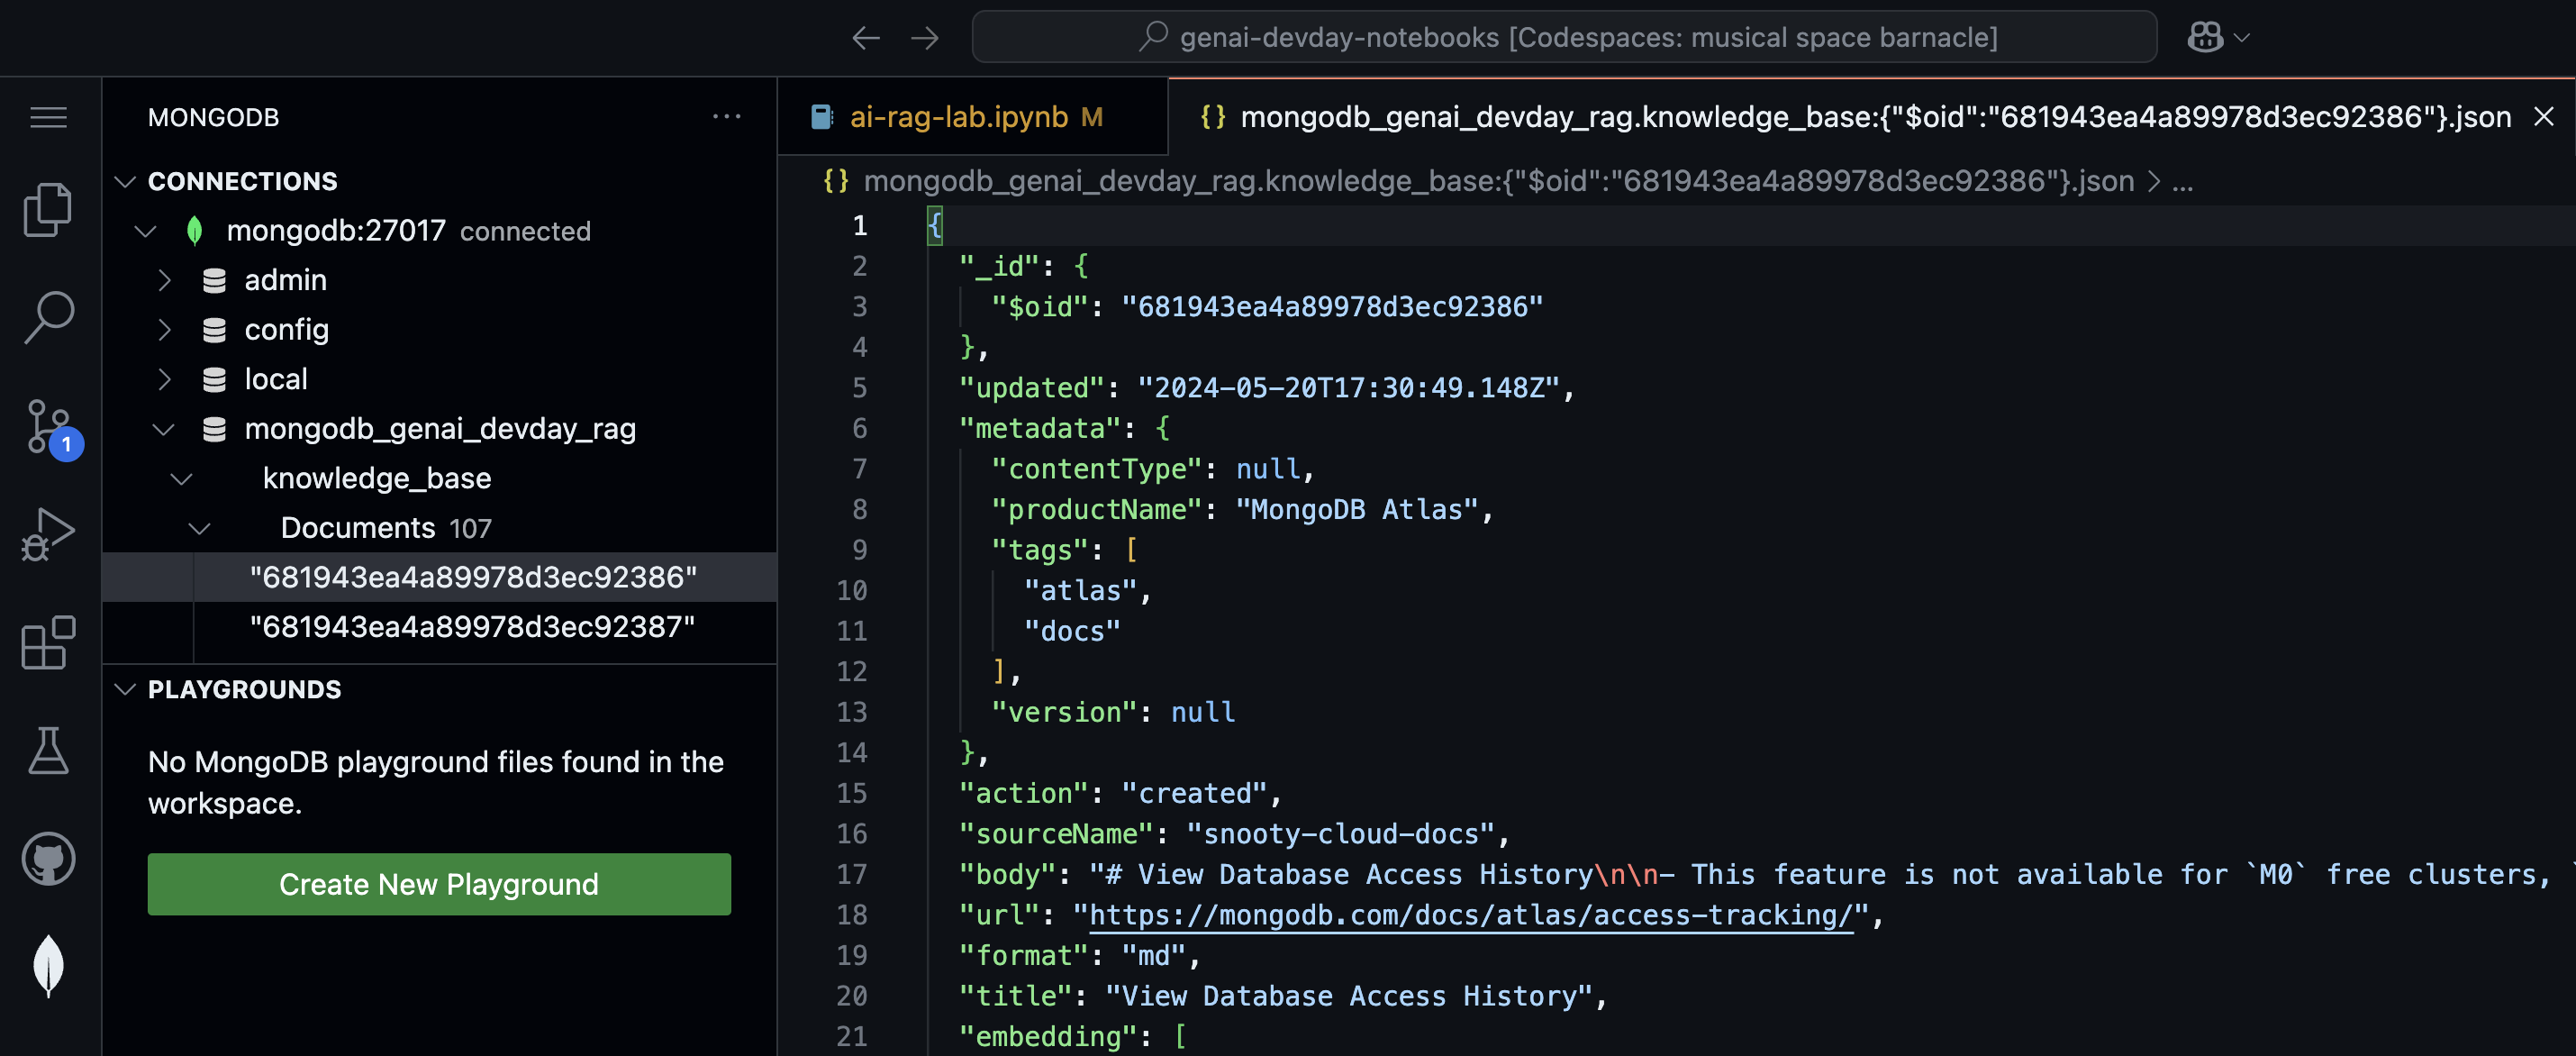 genai-devday-notebooks [Codespaces: musical space barnacle]
MONGODB
CONNECTIONS
mongodb:27017 connected
admin
config
local
mongodb_genai_devday_rag
knowledge_base
Documents 107
"681943ea4a89978d3ec92386"
"681943ea4a89978d3ec92387"
1
PLAYGROUNDS
No MongoDB playground files found in the
workspace.
Create New Playground
ai-rag-lab.ipynb M
{} mongodb_genai_devday_rag.knowledge_base:{"$oid":"681943ea4a89978d3ec92386"}.json
{} mongodb_genai_devday_rag.knowledge_base:{"$oid":"681943ea4a89978d3ec92386"}.json > ...
1 {
2 "_id": {
3 "$oid": "681943ea4a89978d3ec92386"
4 },
5 "updated": "2024-05-20T17:30:49.148Z",
6 "metadata": {
7 "contentType": null,
8 "productName": "MongoDB Atlas",
9 "tags": [
10 "atlas",
11 "docs"
12 ],
13 "version": null
14 },
15 "action": "created",
16 "sourceName": "snooty-cloud-docs",
17 "body": "# View Database Access History\n\n- This feature is not available for `M0` free clusters, `
18 "url": "https://mongodb.com/docs/atlas/access-tracking/",
19 "format": "md",
20 "title": "View Database Access History",
21 "embedding": [